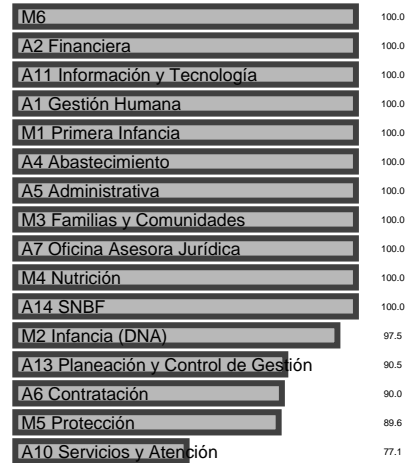 M6 100.0
A2 Financiera 100.0
A11 Información y Tecnología 100.0
A1 Gestión Humana 100.0
M1 Primera Infancia 100.0
A4 Abastecimiento 100.0
A5 Administrativa 100.0
M3 Familias y Comunidades 100.0
A7 Oficina Asesora Jurídica 100.0
M4 Nutrición 100.0
A14 SNBF 100.0
M2 Infancia (DNA) 97.5
A13 Planeación y Control de Gestión 90.5
A6 Contratación 90.0
M5 Protección 89.6
A10 Servicios y Atención 77.1